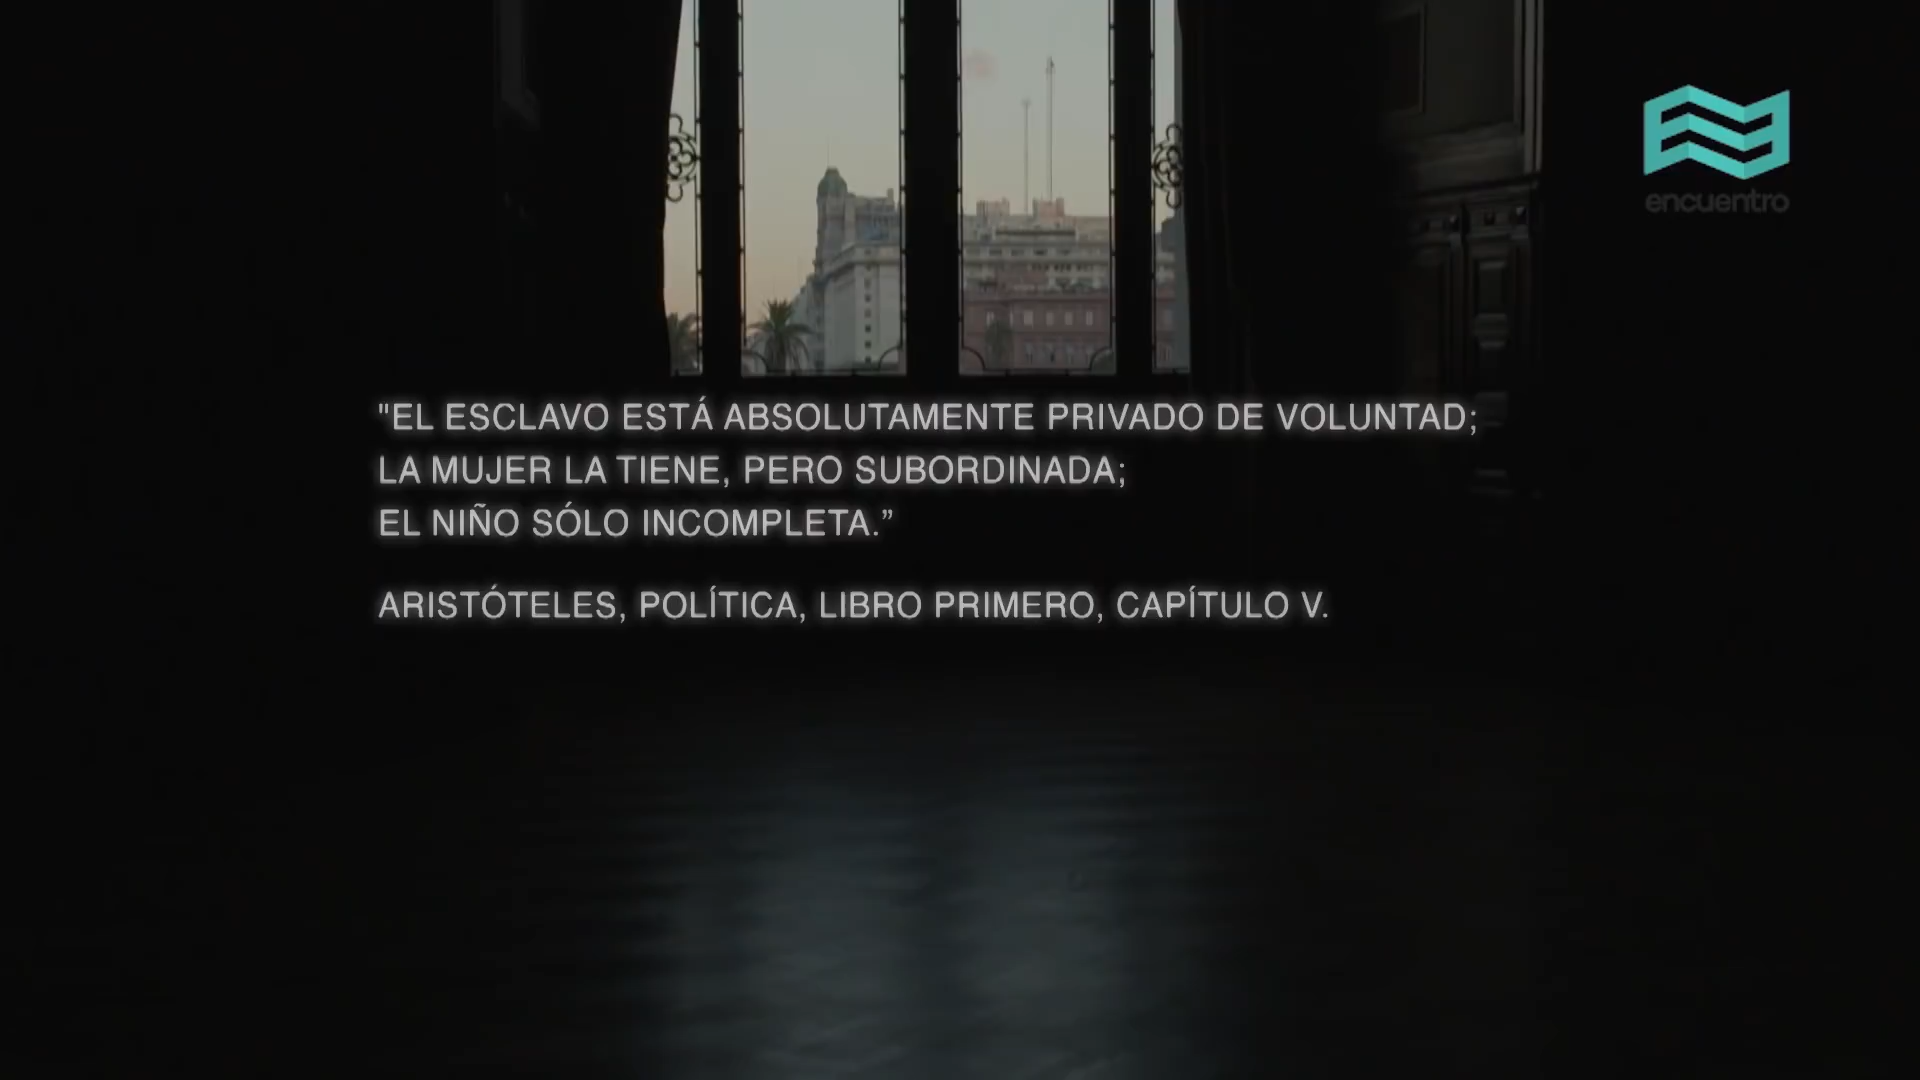 encuentro
"EL ESCLAVO ESTÁ ABSOLUTAMENTE PRIVADO DE VOLUNTAD;
LA MUJER LA TIENE, PERO SUBORDINADA;
EL NIÑO SÓLO INCOMPLETA.”
ARISTÓTELES, POLÍTICA, LIBRO PRIMERO, CAPÍTULO V.